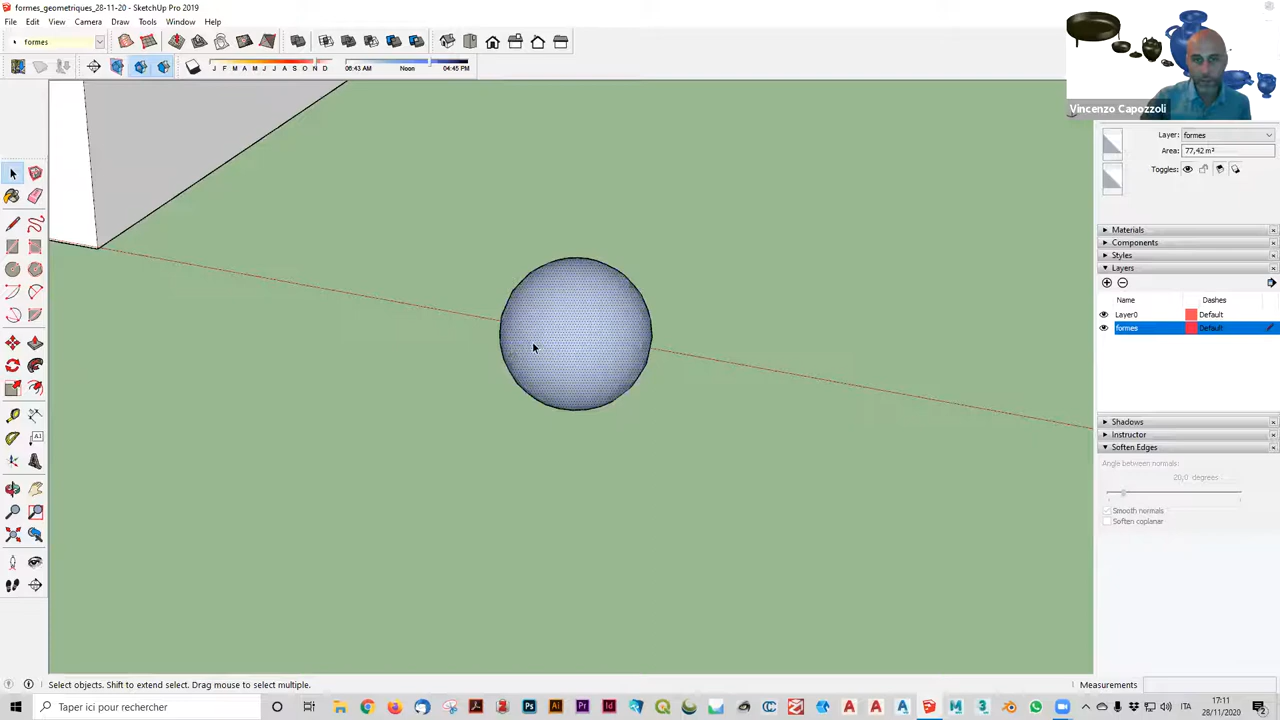 formes_geometriques_28-11-20 - SketchUp Pro 2019
File Edit View Camera Draw Tools Window Help
formes
J F M A M J J A S O N D
06:43 AM Noon 04:45 PM
Vincenzo Capozzoli
Layer: formes
Area: 77,42 m²
Toggles:
Materials
Components
Styles
Layers
Name Dashes
Layer0 Default
formes Default
Shadows
Instructor
Soften Edges
Angle between normals:
20,0 degrees
Smooth normals
Soften coplanar
Select objects. Shift to extend select. Drag mouse to select multiple.
Measurements
Taper ici pour rechercher
ITA
17:11
28/11/2020